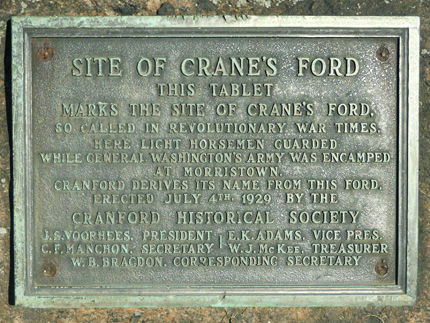 SITE OF CRANE'S FORD
THIS TABLET
MARKS THE SITE OF CRANE'S FORD,
SO CALLED IN REVOLUTIONARY WAR TIMES.
HERE LIGHT HORSEMEN GUARDED
WHILE GENERAL WASHINGTON'S ARMY WAS ENCAMPED
AT MORRISTOWN.
CRANFORD DERIVES ITS NAME FROM THIS FORD.
ERECTED JULY 4TH, 1929 BY THE
CRANFORD HISTORICAL SOCIETY
J.G. VOORHEES, PRESIDENT E.K. ADAMS, VICE PRES.
C.F. MANCHON, SECRETARY W.J. McKEE, TREASURER
W.B. BRAGDON, CORRESPONDING SECRETARY